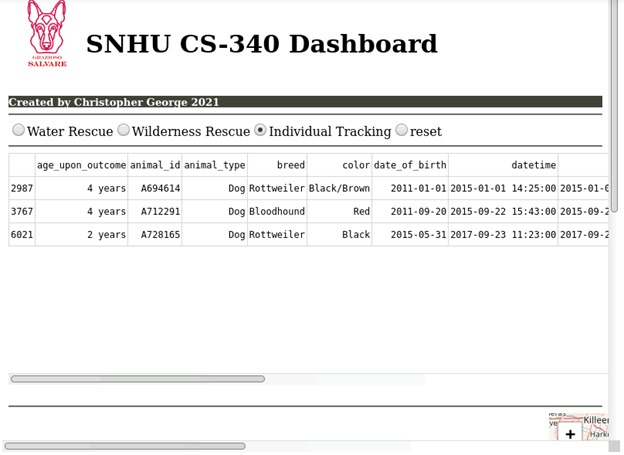 GRAZIOSO
SALVARE
SNHU CS-340 Dashboard
Created by Christopher George 2021
Water Rescue Wilderness Rescue Individual Tracking reset
age_upon_outcome animal_id animal_type breed color date_of_birth datetime
2987 4 years A694614 Dog Rottweiler Black/Brown 2011-01-01 2015-01-01 14:25:00 2015-01-0
3767 4 years A712291 Dog Bloodhound Red 2011-09-20 2015-09-22 15:43:00 2015-09-2
6021 2 years A728165 Dog Rottweiler Black 2015-05-31 2017-09-23 11:23:00 2017-09-2
Killee
+
Hark